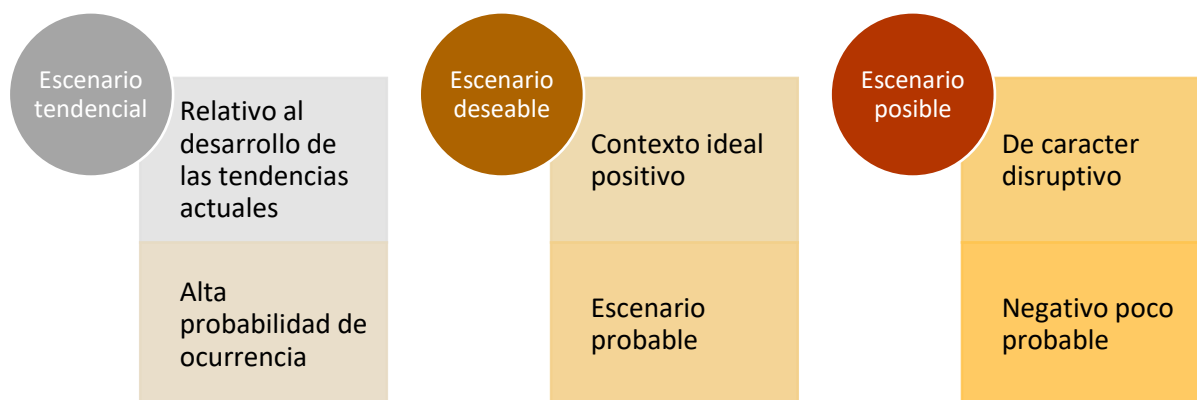 Escenario
tendencial
Relativo al
desarrollo de
las tendencias
actuales
Alta
probabilidad de
ocurrencia
Escenario
deseable
Contexto ideal
positivo
Escenario
probable
Escenario
posible
De caracter
disruptivo
Negativo poco
probable